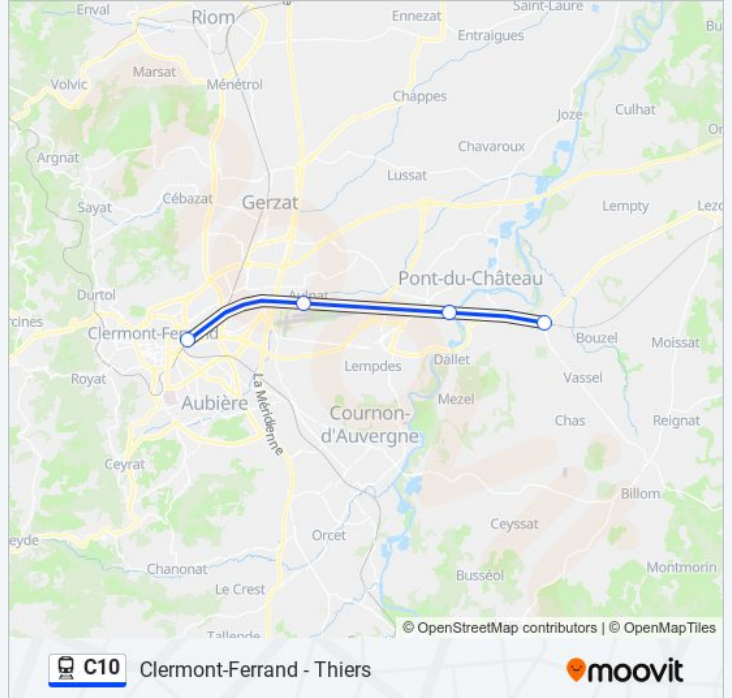 Saint-Laure
Enval
Riom
Ennezat
Entraigues
Marsat
Volvic
Ménétrol
Chappes
Joze
Culhat
Argnat
Chavaroux
Lussat
Cébazat
Gerzat
Sayat
Lempty
Pont-du-Château
Durtol
Aulnat
Clermont-Ferrand
Bouzel
Moissat
Dallet
Lempdes
Royat
Vassel
La Méridienne
Mezel
Aubière
Cournon-
d'Auvergne
Chas
Reignat
Ceyrat
Billom
Ceyssat
Orcet
Chanonat
Busséol
Montmorin
Le Crest
Tallende
© OpenStreetMap contributors | © OpenMapTiles
C10 Clermont-Ferrand - Thiers
moovit